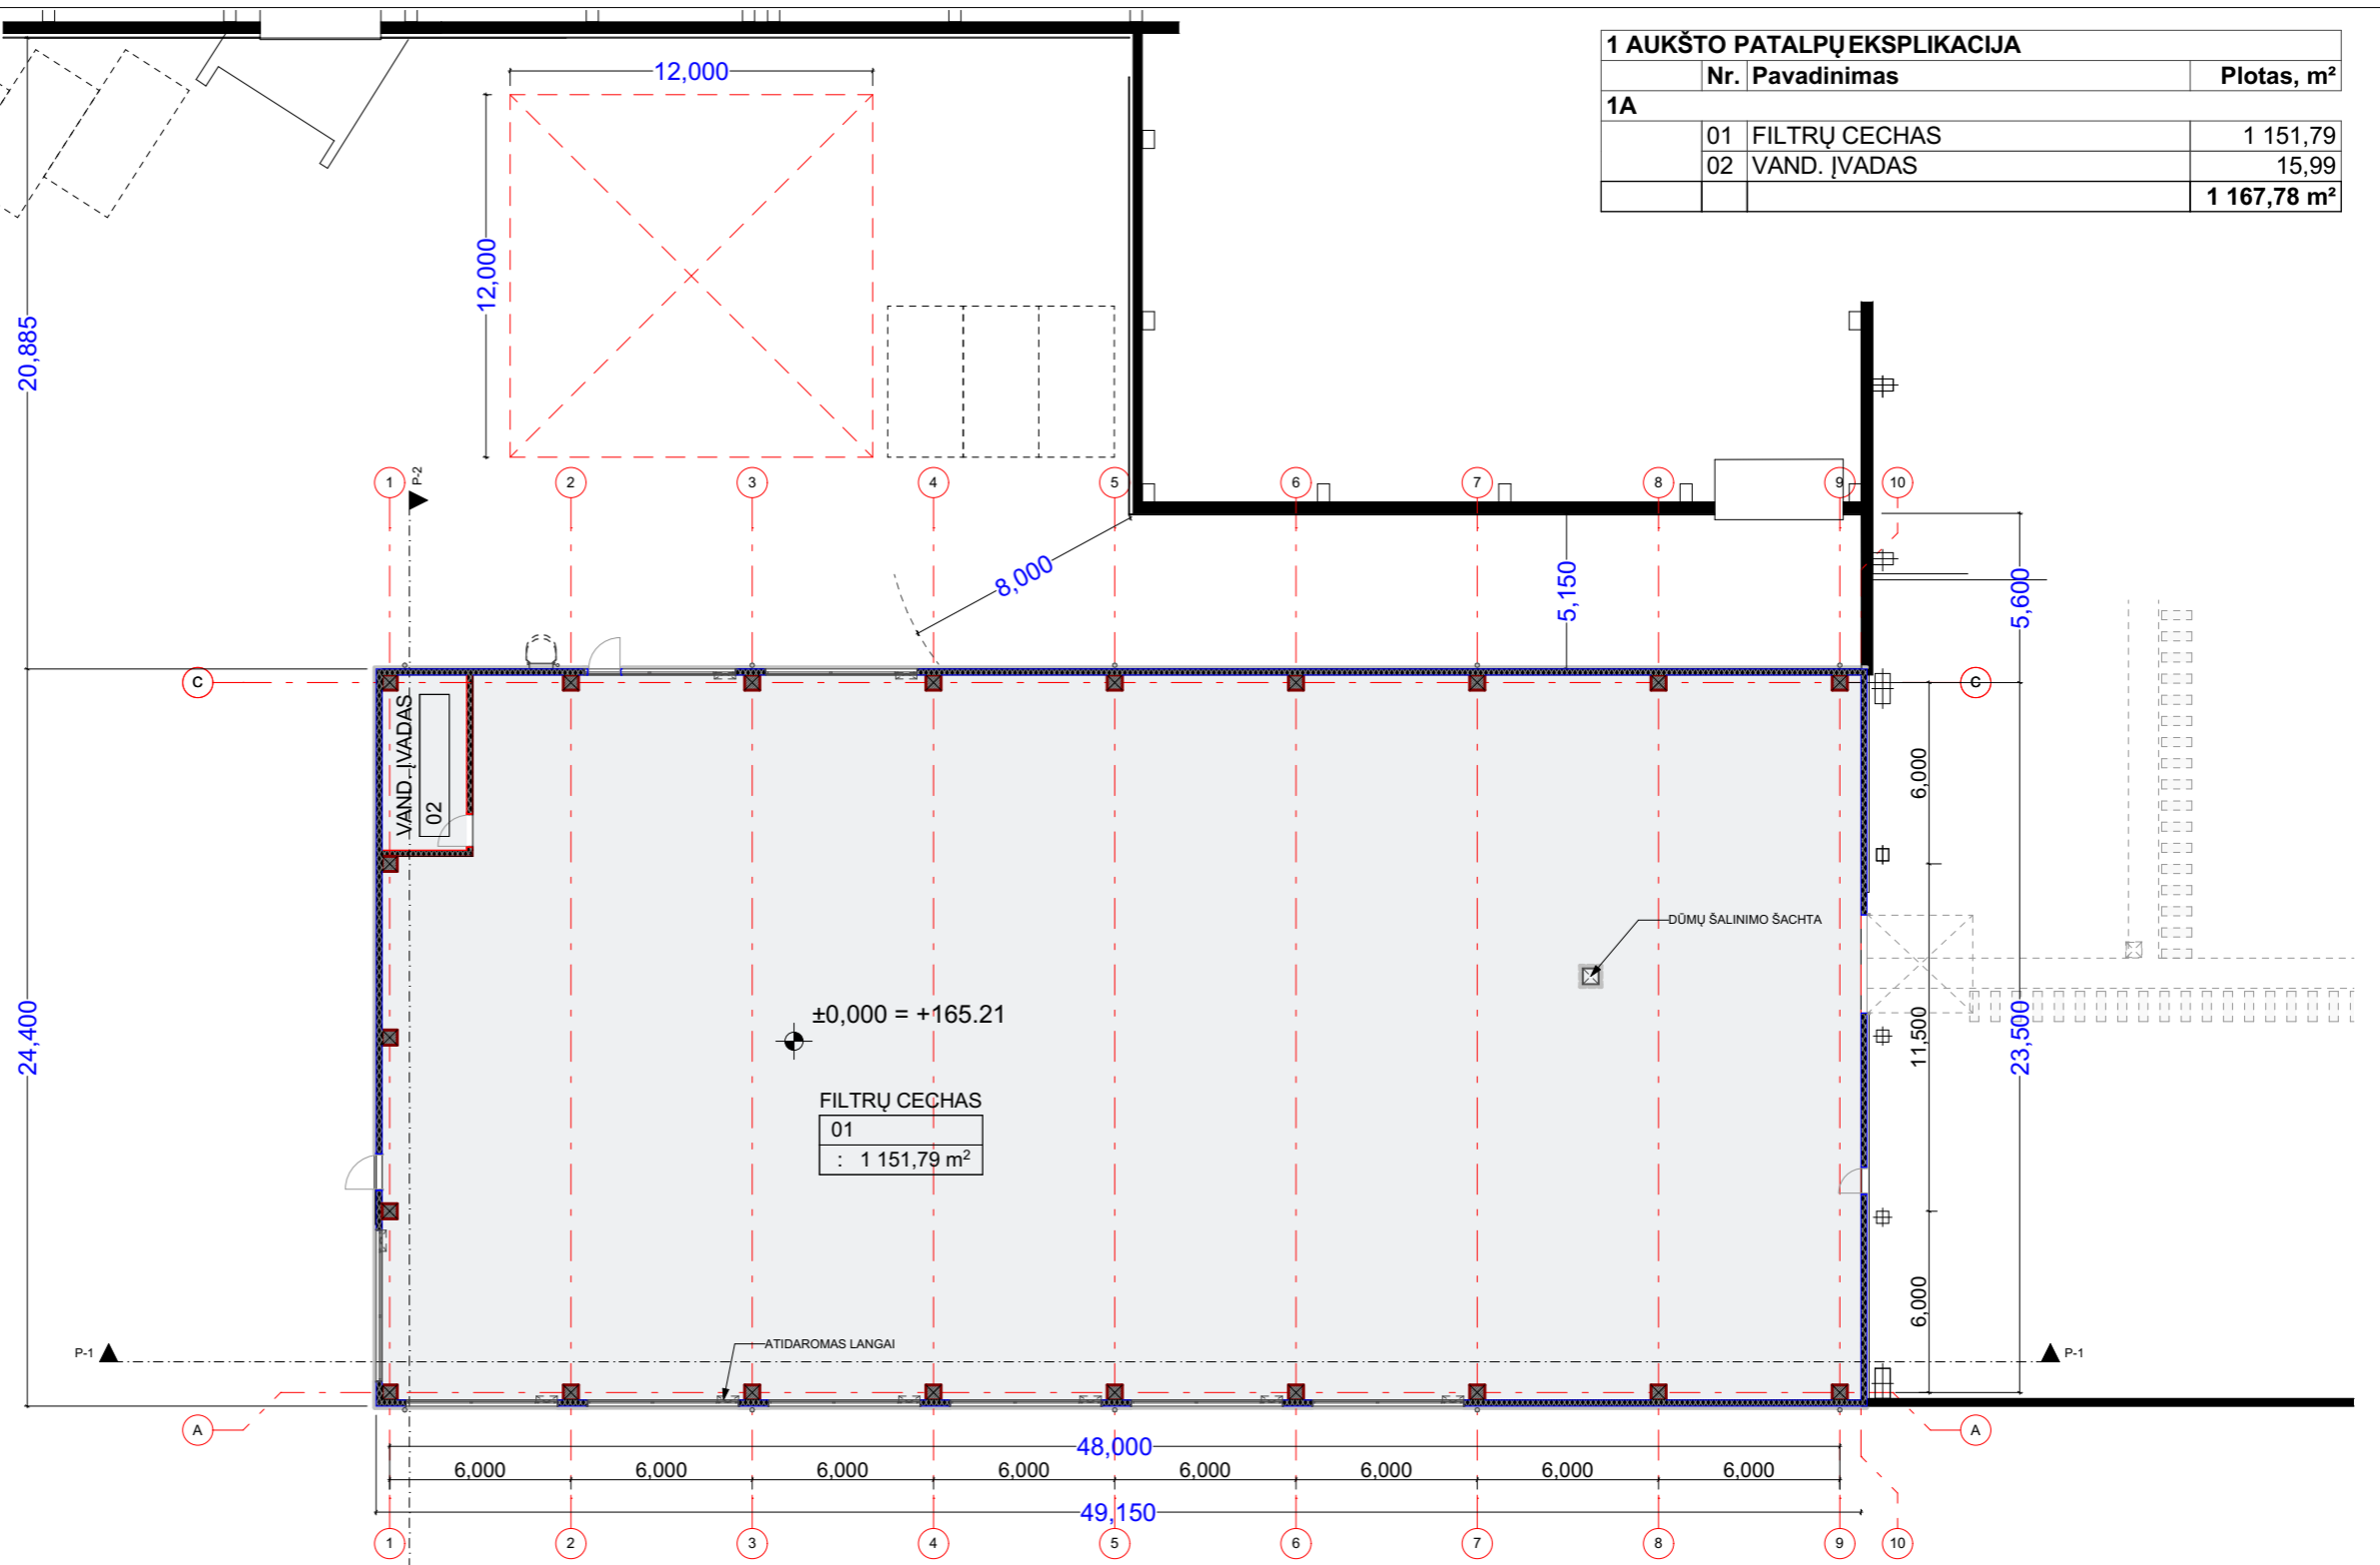 1 AUKŠTO PATALPŲ EKSPLIKACIJA
Nr. Pavadinimas Plotas, m²
1A
01 FILTRŲ CECHAS 1 151,79
02 VAND. ĮVADAS 15,99
1 167,78 m²
12,000
12,000
20,885
P-2
1 2 3 4 5 6 7 8 9 10
8,000
5,150
5,600
C
C
VAND. ĮVADAS
02
6,000
DŪMŲ ŠALINIMO ŠACHTA
±0,000 = +165.21
24,400
11,500
23,500
FILTRŲ CECHAS
01
: 1 151,79 m²
6,000
ATIDAROMAS LANGAI
P-1
P-1
A
A
48,000
6,000 6,000 6,000 6,000 6,000 6,000 6,000 6,000
49,150
1 2 3 4 5 6 7 8 9 10